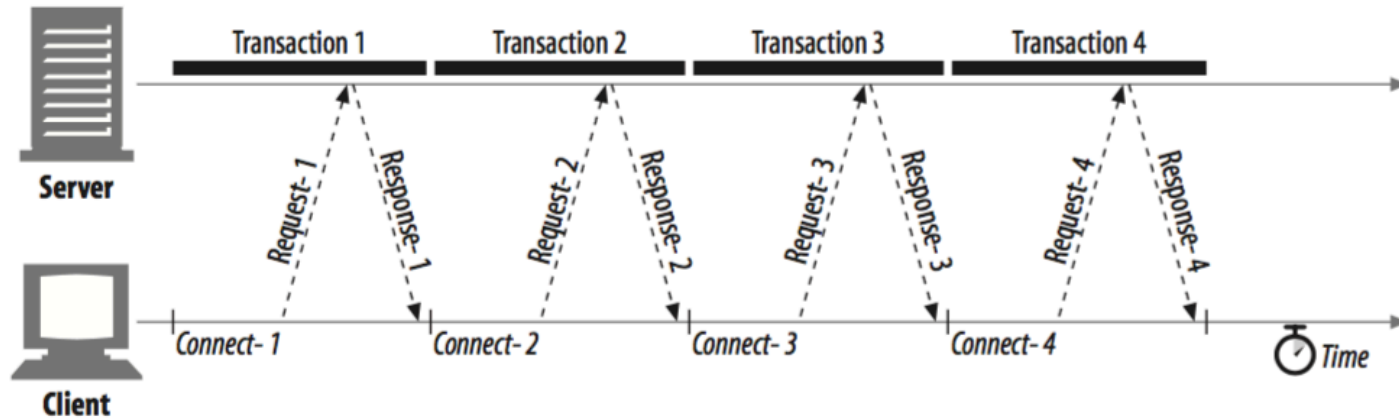 Transaction 1
Transaction 2
Transaction 3
Transaction 4
Server
Request- 1
Response- 1
Request- 2
Response- 2
Request- 3
Response- 3
Request- 4
Response- 4
Connect- 1
Connect- 2
Connect- 3
Connect- 4
Time
Client